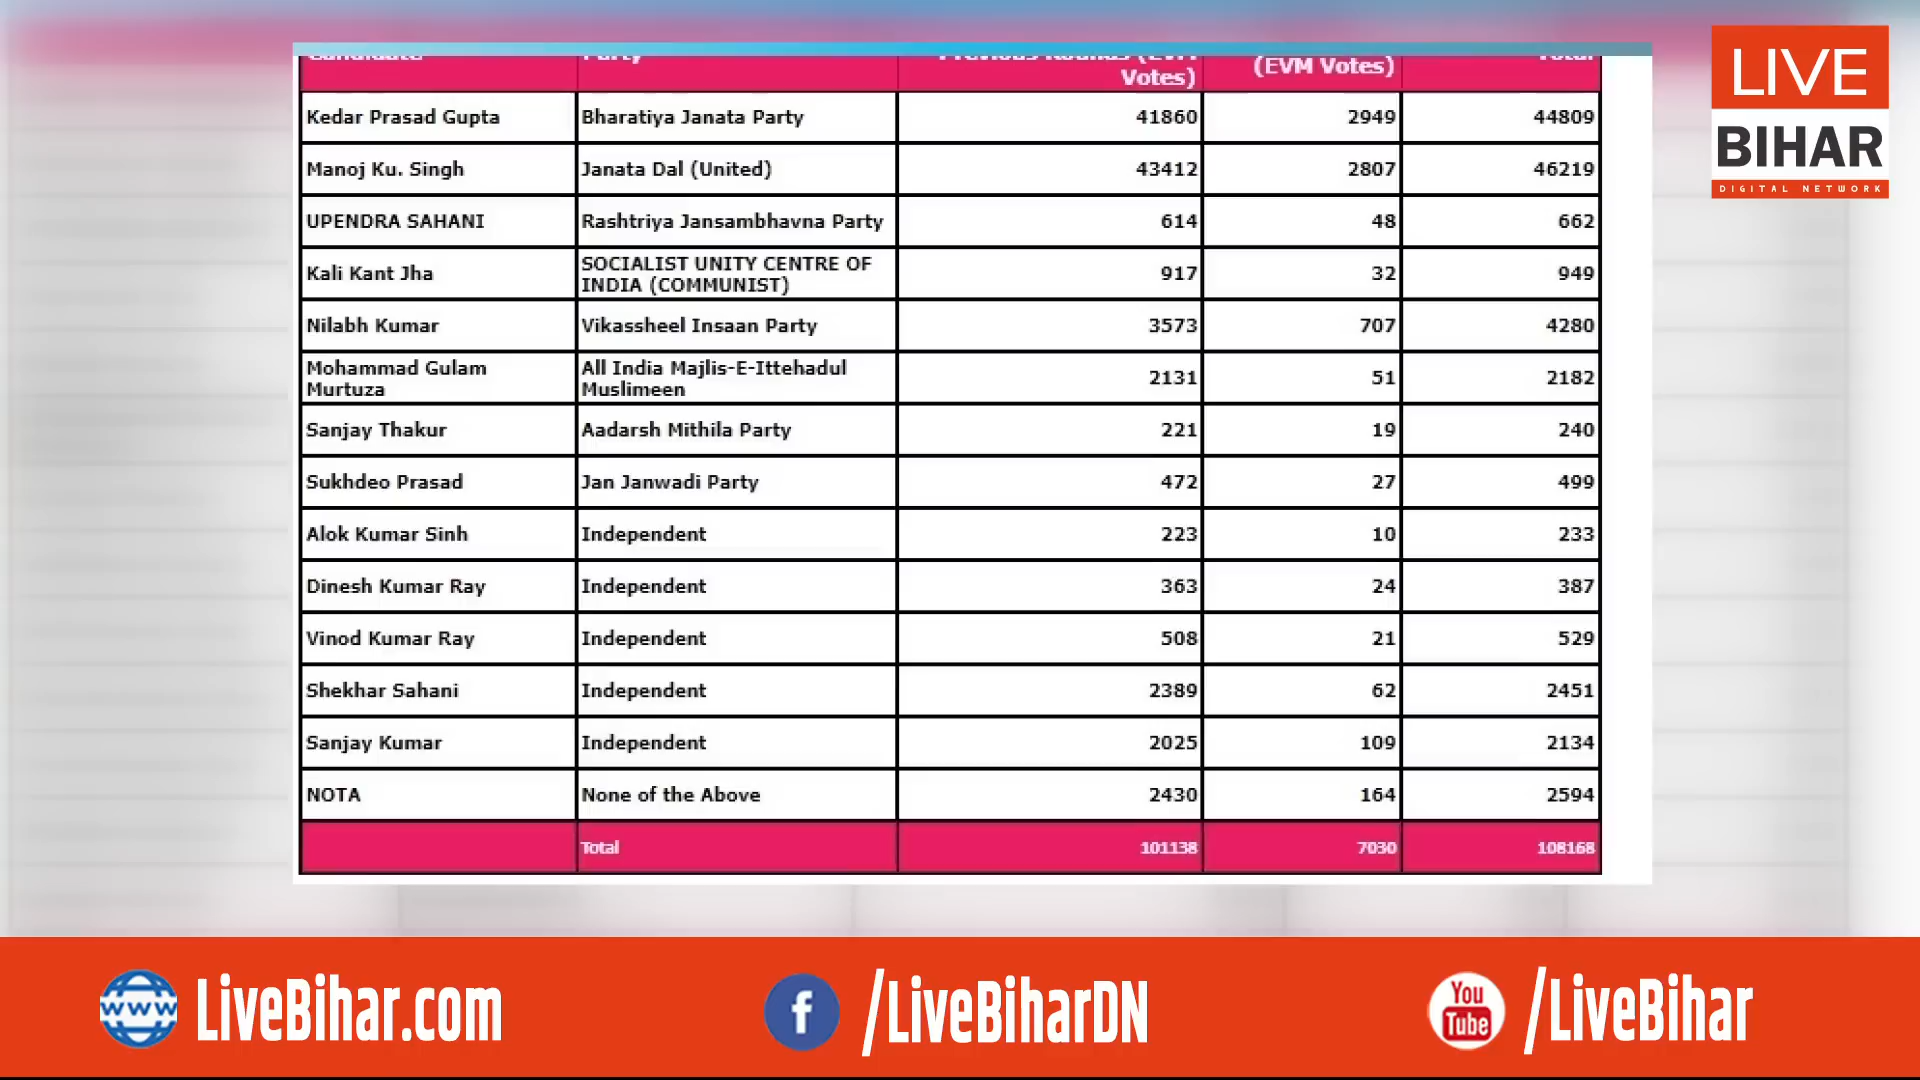 Candidate Party Previous Rounds (EVM Total
Votes) (EVM Votes)
Kedar Prasad Gupta Bharatiya Janata Party 41860 2949 44809
Manoj Ku. Singh Janata Dal (United) 43412 2807 46219
UPENDRA SAHANI Rashtriya Jansambhavna Party 614 48 662
Kali Kant Jha SOCIALIST UNITY CENTRE OF INDIA (COMMUNIST) 917 32 949
Nilabh Kumar Vikassheel Insaan Party 3573 707 4280
Mohammad Gulam Murtuza All India Majlis-E-Ittehadul Muslimeen 2131 51 2182
Sanjay Thakur Aadarsh Mithila Party 221 19 240
Sukhdeo Prasad Jan Janwadi Party 472 27 499
Alok Kumar Sinh Independent 223 10 233
Dinesh Kumar Ray Independent 363 24 387
Vinod Kumar Ray Independent 508 21 529
Shekhar Sahani Independent 2389 62 2451
Sanjay Kumar Independent 2025 109 2134
NOTA None of the Above 2430 164 2594
Total 101138 7030 108168
LIVE
BIHAR
DIGITAL NETWORK
www LiveBihar.com
f /LiveBiharDN
You Tube /LiveBihar